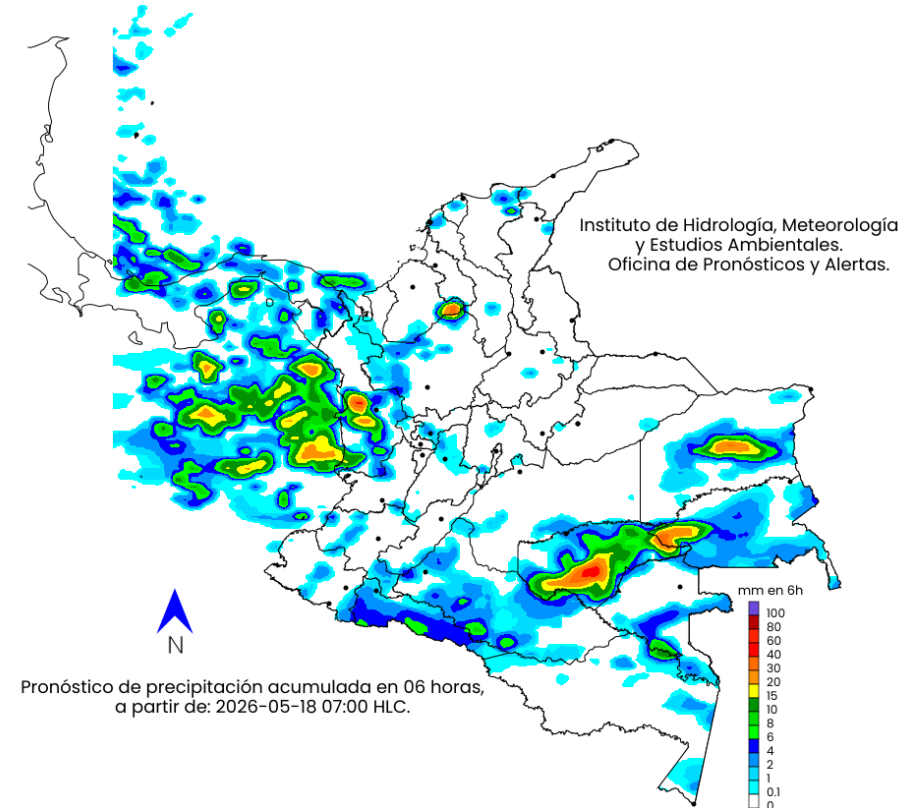 Instituto de Hidrología, Meteorología
y Estudios Ambientales.
Oficina de Pronósticos y Alertas.
mm en 6h
100
80
60
40
30
20
15
10
8
6
4
2
1
0.1
0
N
Pronóstico de precipitación acumulada en 06 horas,
a partir de: 2026-05-18 07:00 HLC.